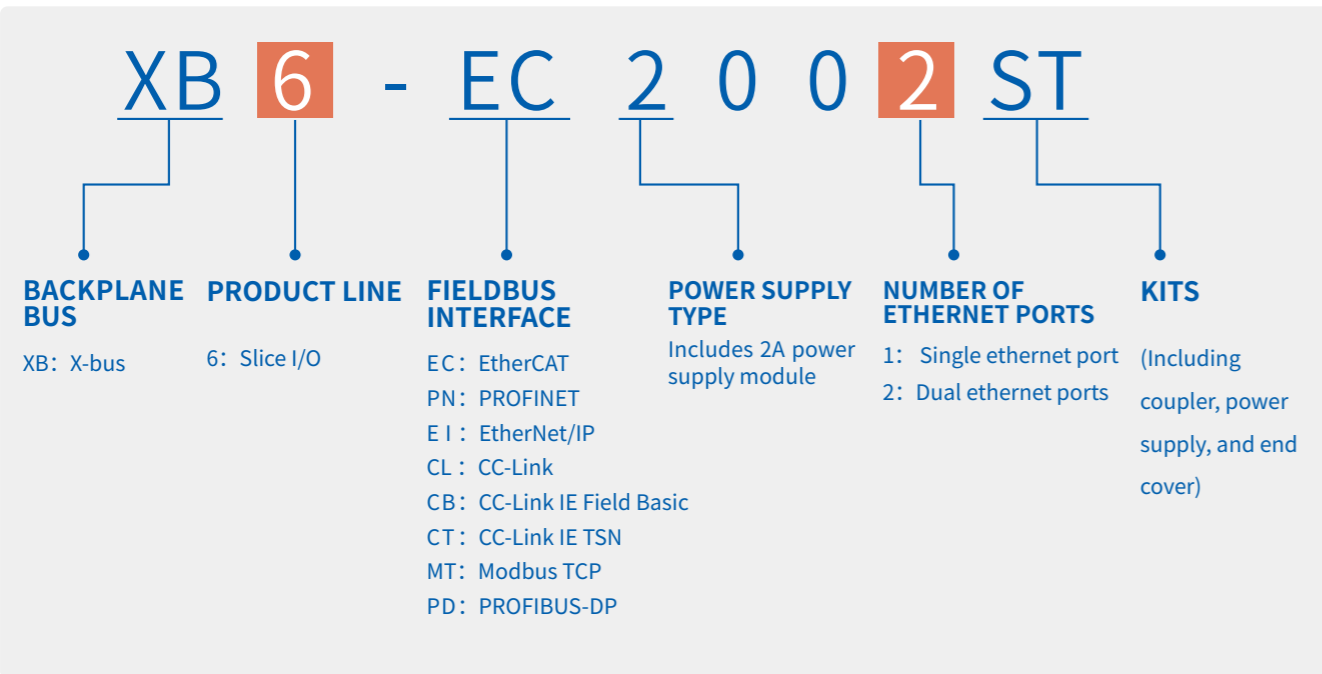 XB 6 - EC 2 0 0 2 ST
BACKPLANE
BUS
XB：X-bus
PRODUCT LINE
6：Slice I/O
FIELDBUS
INTERFACE
EC：EtherCAT
PN：PROFINET
EI：EtherNet/IP
CL：CC-Link
CB：CC-Link IE Field Basic
CT：CC-Link IE TSN
MT：Modbus TCP
PD：PROFIBUS-DP
POWER SUPPLY
TYPE
Includes 2A power
supply module
NUMBER OF
ETHERNET PORTS
1： Single ethernet port
2：Dual ethernet ports
KITS
(Including
coupler, power
supply, and end
cover)